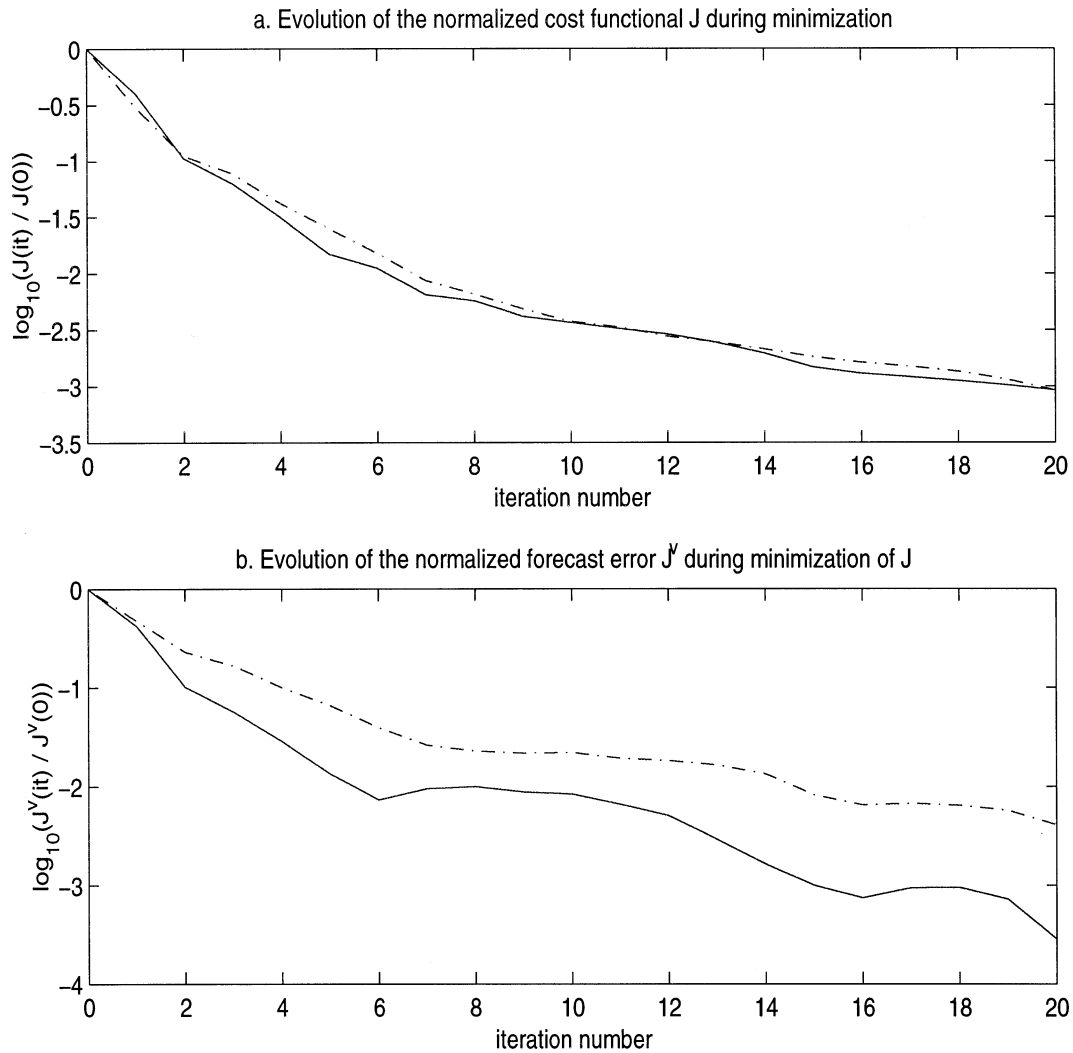 a. Evolution of the normalized cost functional J during minimization
0
−0.5
−1
−1.5
−2
−2.5
−3
−3.5
log10(J(it) / J(0))
0 2 4 6 8 10 12 14 16 18 20
iteration number
b. Evolution of the normalized forecast error Jv during minimization of J
0
−1
−2
−3
−4
log10(Jv(it) / Jv(0))
0 2 4 6 8 10 12 14 16 18 20
iteration number